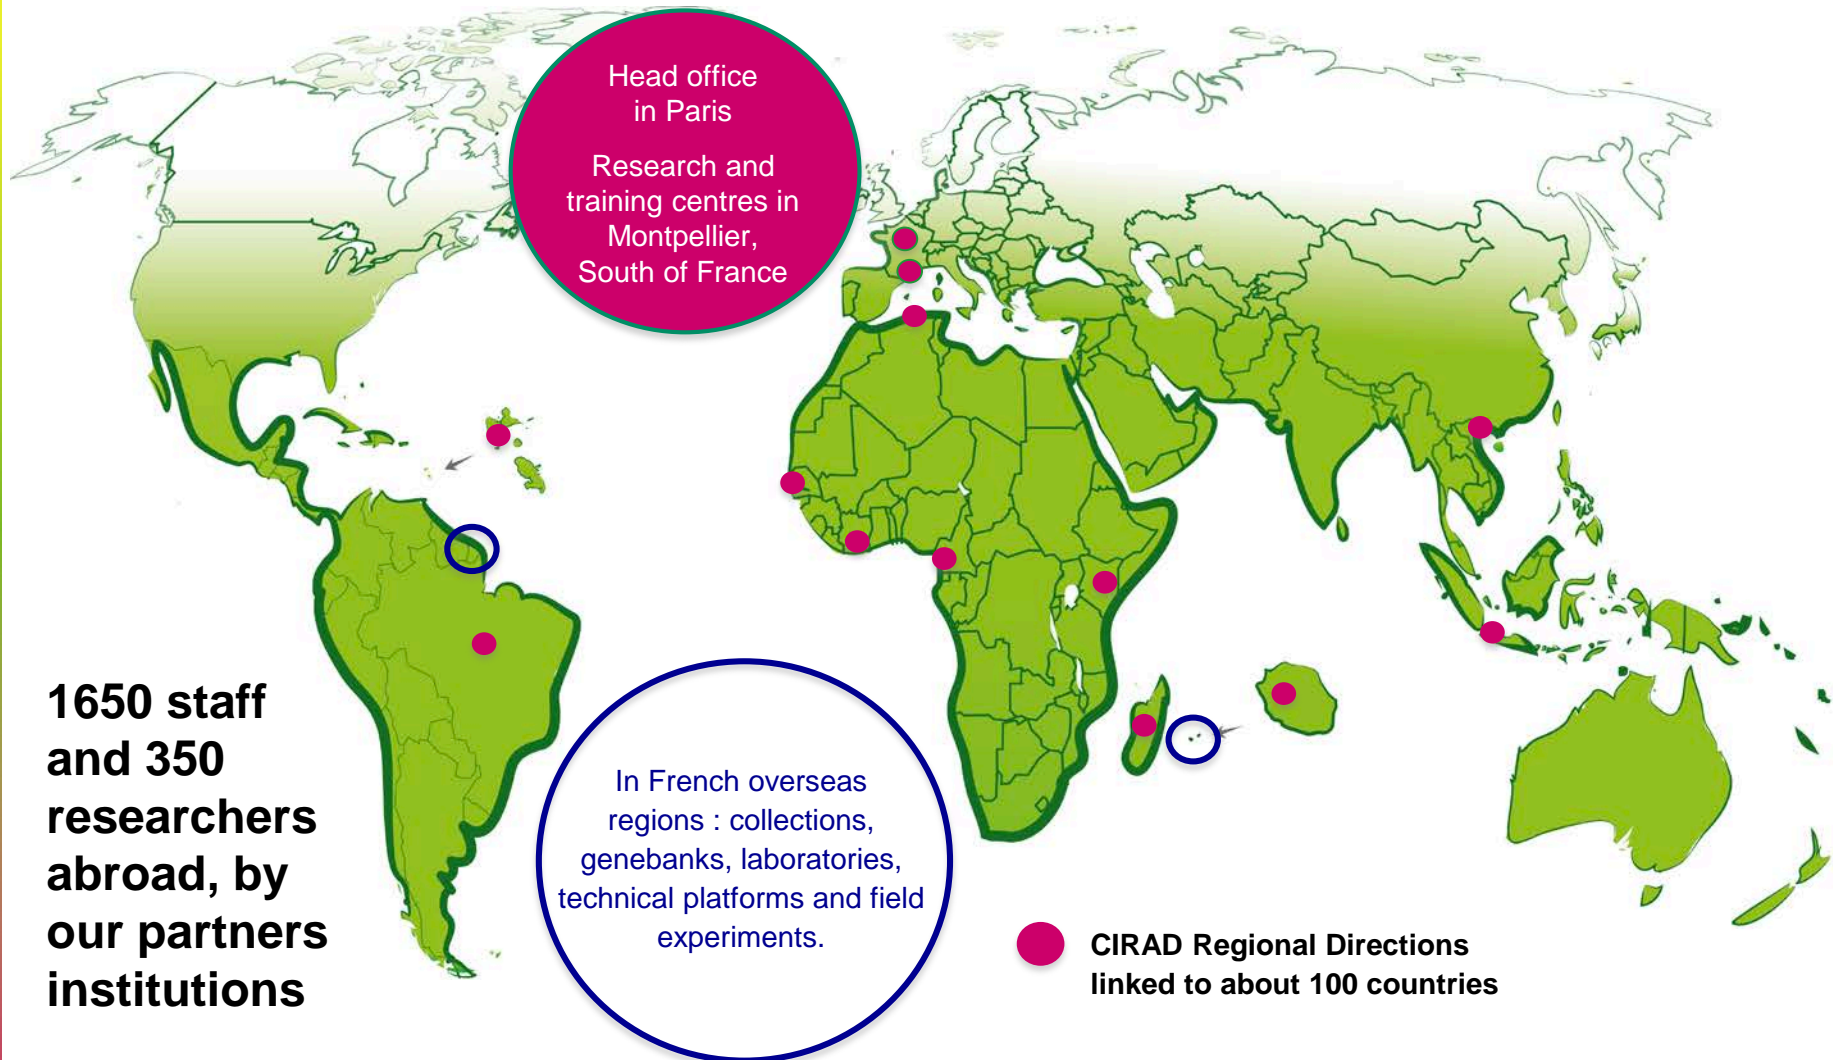 Head office
in Paris
Research and
training centres in
Montpellier,
South of France
1650 staff
and 350
researchers
abroad, by
our partners
institutions
In French overseas
regions : collections,
genebanks, laboratories,
technical platforms and field
experiments.
CIRAD Regional Directions
linked to about 100 countries